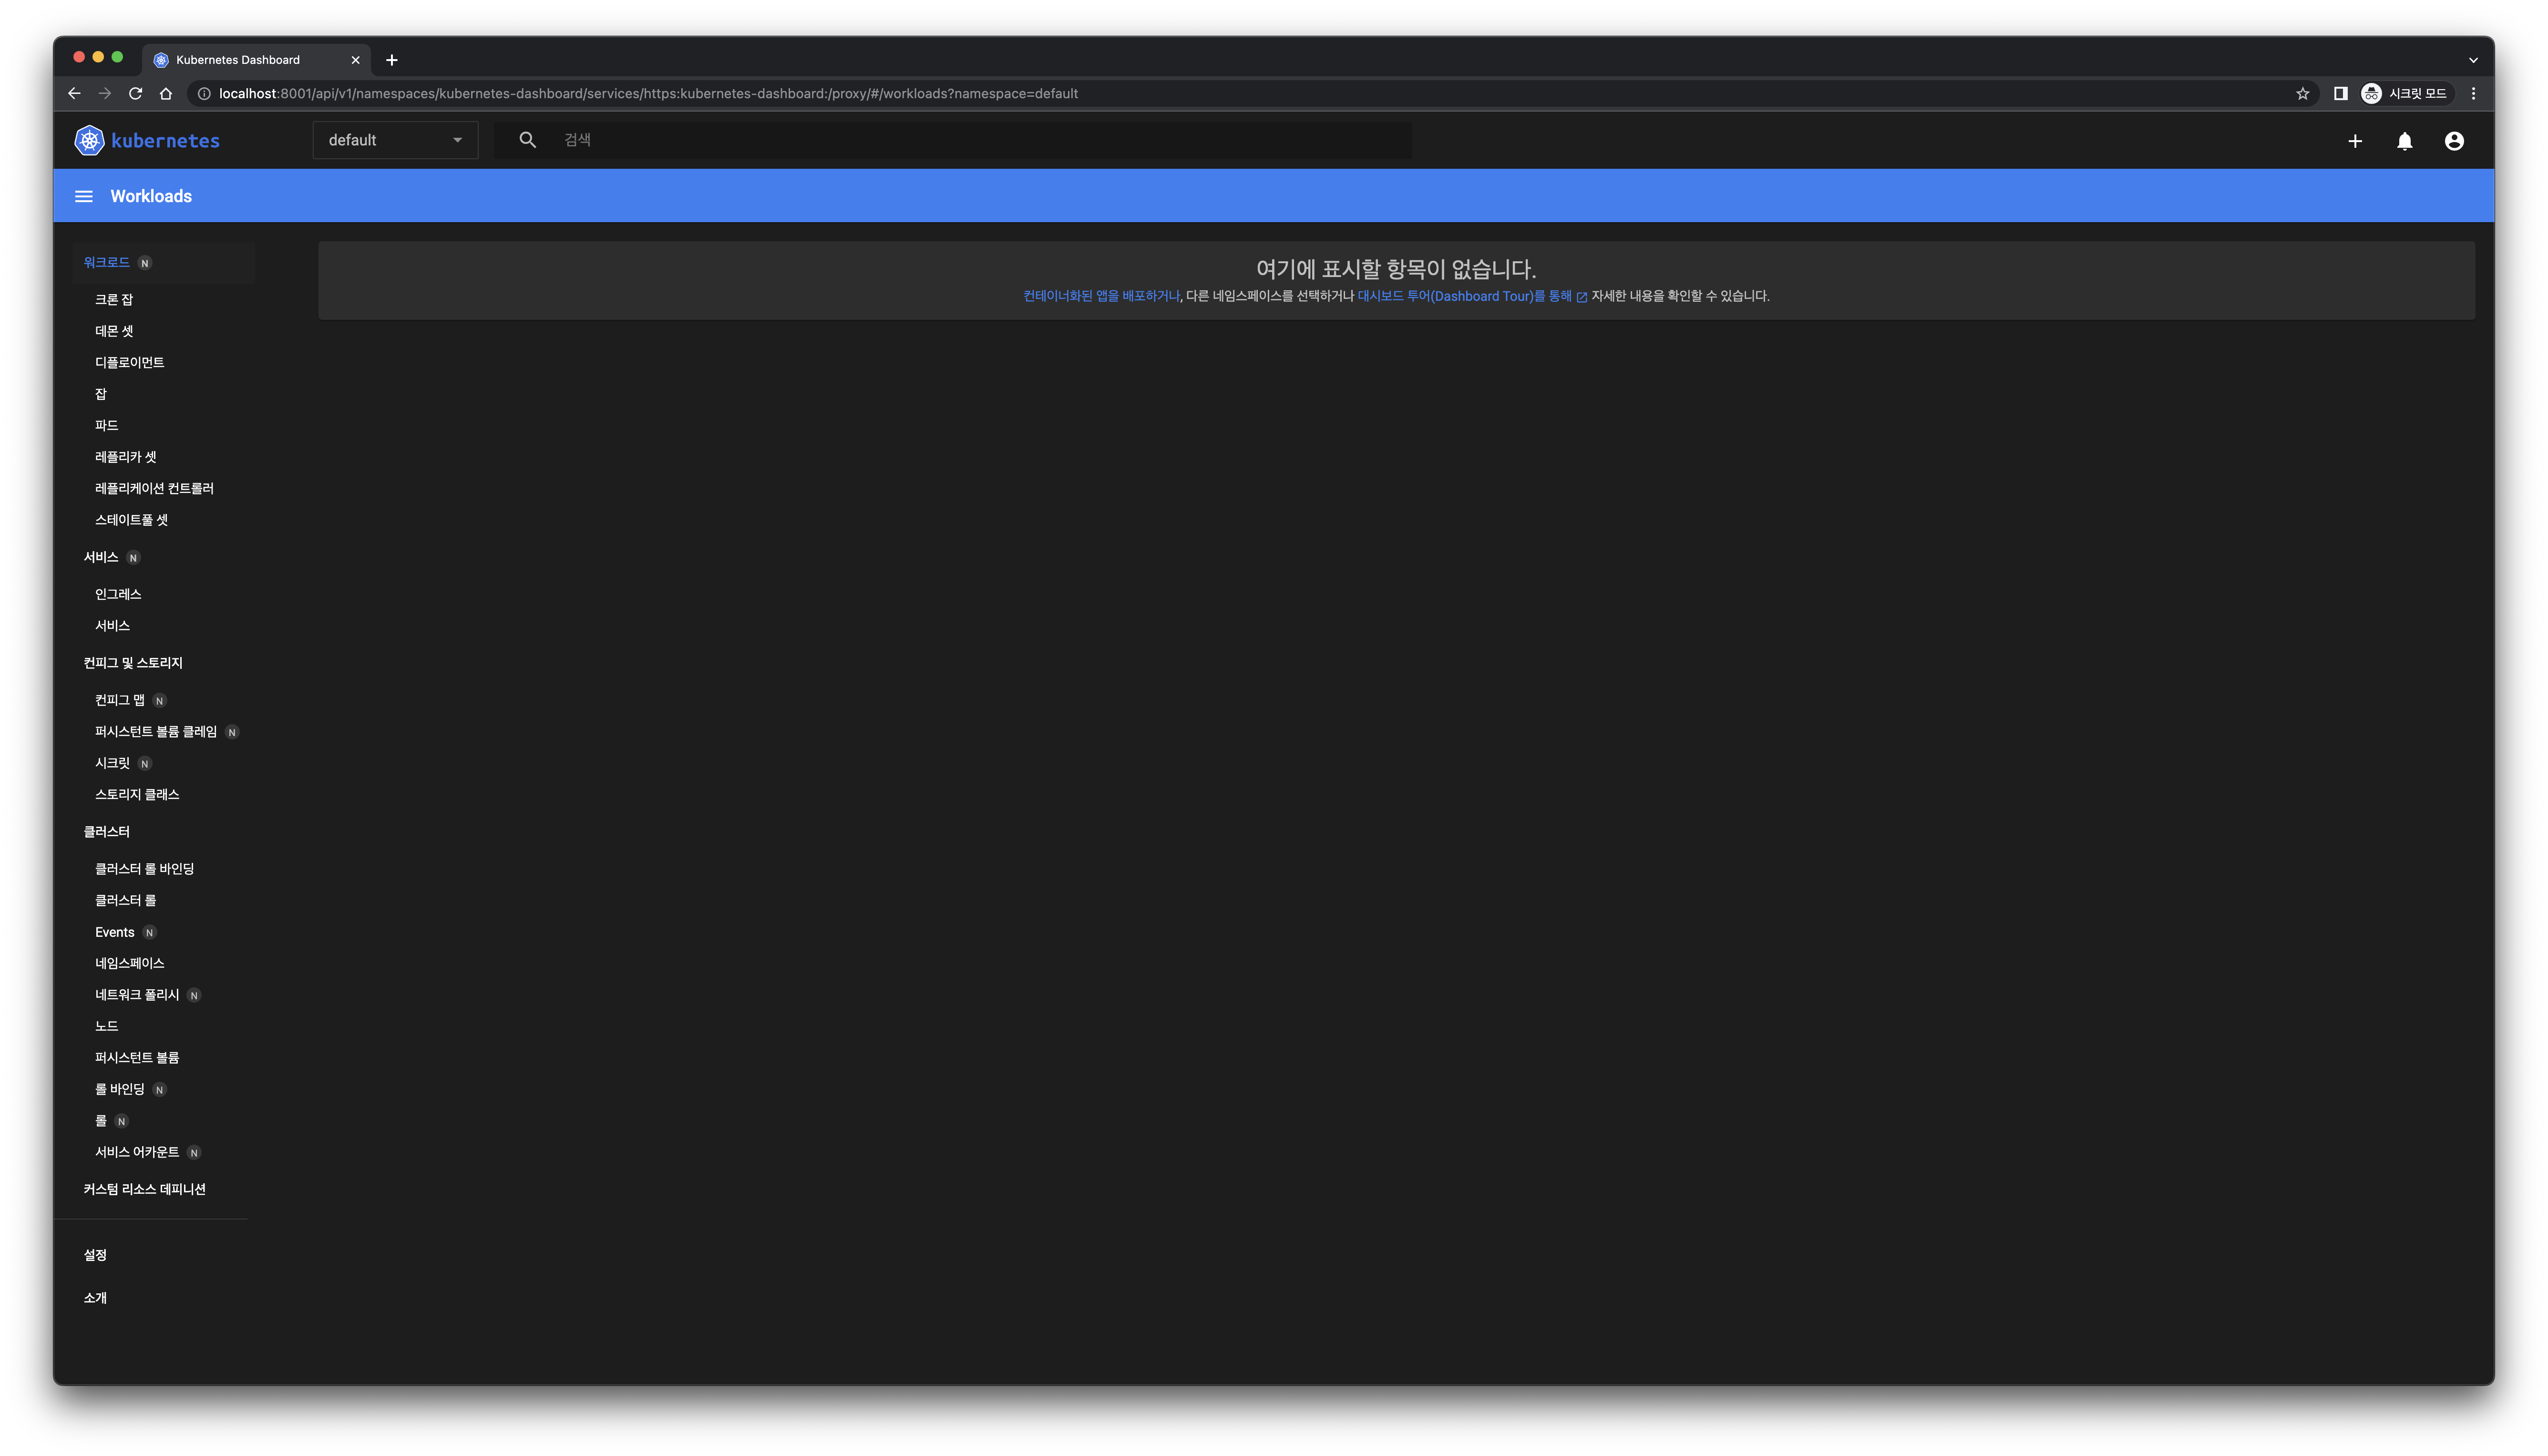 Kubernetes Dashboard
localhost:8001/api/v1/namespaces/kubernetes-dashboard/services/https:kubernetes-dashboard:/proxy/#/workloads?namespace=default
시크릿 모드
kubernetes
default
검색
Workloads
워크로드 N
크론 잡
데몬 셋
디플로이먼트
잡
파드
레플리카 셋
레플리케이션 컨트롤러
스테이트풀 셋
서비스 N
인그레스
서비스
컨피그 및 스토리지
컨피그 맵 N
퍼시스턴트 볼륨 클레임 N
시크릿 N
스토리지 클래스
클러스터
클러스터 롤 바인딩
클러스터 롤
Events N
네임스페이스
네트워크 폴리시 N
노드
퍼시스턴트 볼륨
롤 바인딩 N
롤 N
서비스 어카운트 N
커스텀 리소스 데피니션
설정
소개
여기에 표시할 항목이 없습니다.
컨테이너화된 앱을 배포하거나, 다른 네임스페이스를 선택하거나 대시보드 투어(Dashboard Tour)를 통해 자세한 내용을 확인할 수 있습니다.